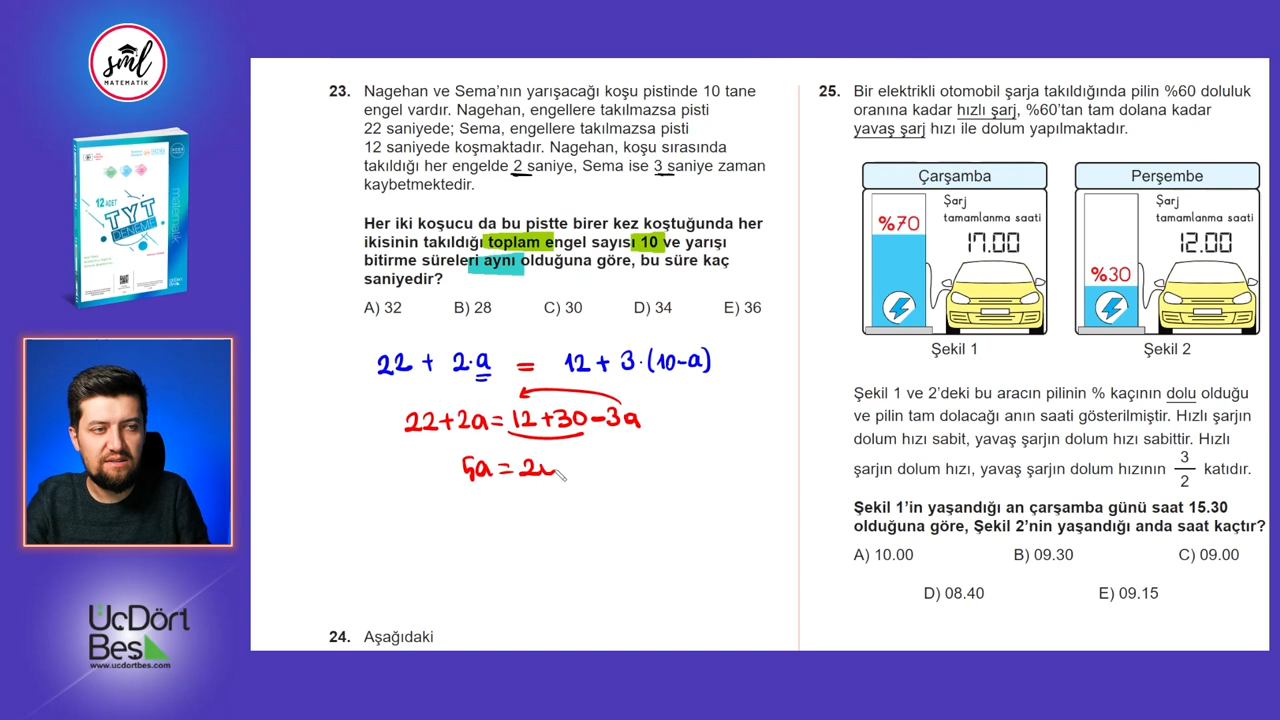 sml
MATEMATİK
12 ADET
TYT
DENEME
matematik
ÜçDört
Beş
www.ucdortbes.com
23. Nagehan ve Sema’nın yarışacağı koşu pistinde 10 tane
engel vardır. Nagehan, engellere takılmazsa pisti
22 saniyede; Sema, engellere takılmazsa pisti
12 saniyede koşmaktadır. Nagehan, koşu sırasında
takıldığı her engelde 2 saniye, Sema ise 3 saniye zaman
kaybetmektedir.
Her iki koşucu da bu pistte birer kez koştuğunda her
ikisinin takıldığı toplam engel sayısı 10 ve yarışı
bitirme süreleri aynı olduğuna göre, bu süre kaç
saniyedir?
A) 32 B) 28 C) 30 D) 34 E) 36
22 + 2·a = 12 + 3·(10-a)
22+2a = 12+30-3a
5a = 2
24. Aşağıdaki
25. Bir elektrikli otomobil şarja takıldığında pilin %60 doluluk
oranına kadar hızlı şarj, %60’tan tam dolana kadar
yavaş şarj hızı ile dolum yapılmaktadır.
Çarşamba
%70
Şarj
tamamlanma saati
17.00
Şekil 1
Perşembe
%30
Şarj
tamamlanma saati
12.00
Şekil 2
Şekil 1 ve 2’deki bu aracın pilinin % kaçının dolu olduğu
ve pilin tam dolacağı anın saati gösterilmiştir. Hızlı şarjın
dolum hızı sabit, yavaş şarjın dolum hızı sabittir. Hızlı
şarjın dolum hızı, yavaş şarjın dolum hızının 3/2 katıdır.
Şekil 1’in yaşandığı an çarşamba günü saat 15.30
olduğuna göre, Şekil 2’nin yaşandığı anda saat kaçtır?
A) 10.00 B) 09.30 C) 09.00
D) 08.40 E) 09.15